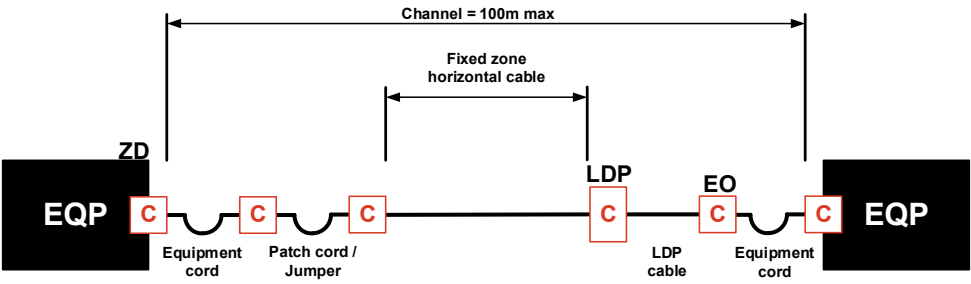 Channel = 100m max
Fixed zone
horizontal cable
ZD
LDP
EO
EQP
C
C
C
C
C
C
EQP
Equipment
cord
Patch cord /
Jumper
LDP
cable
Equipment
cord